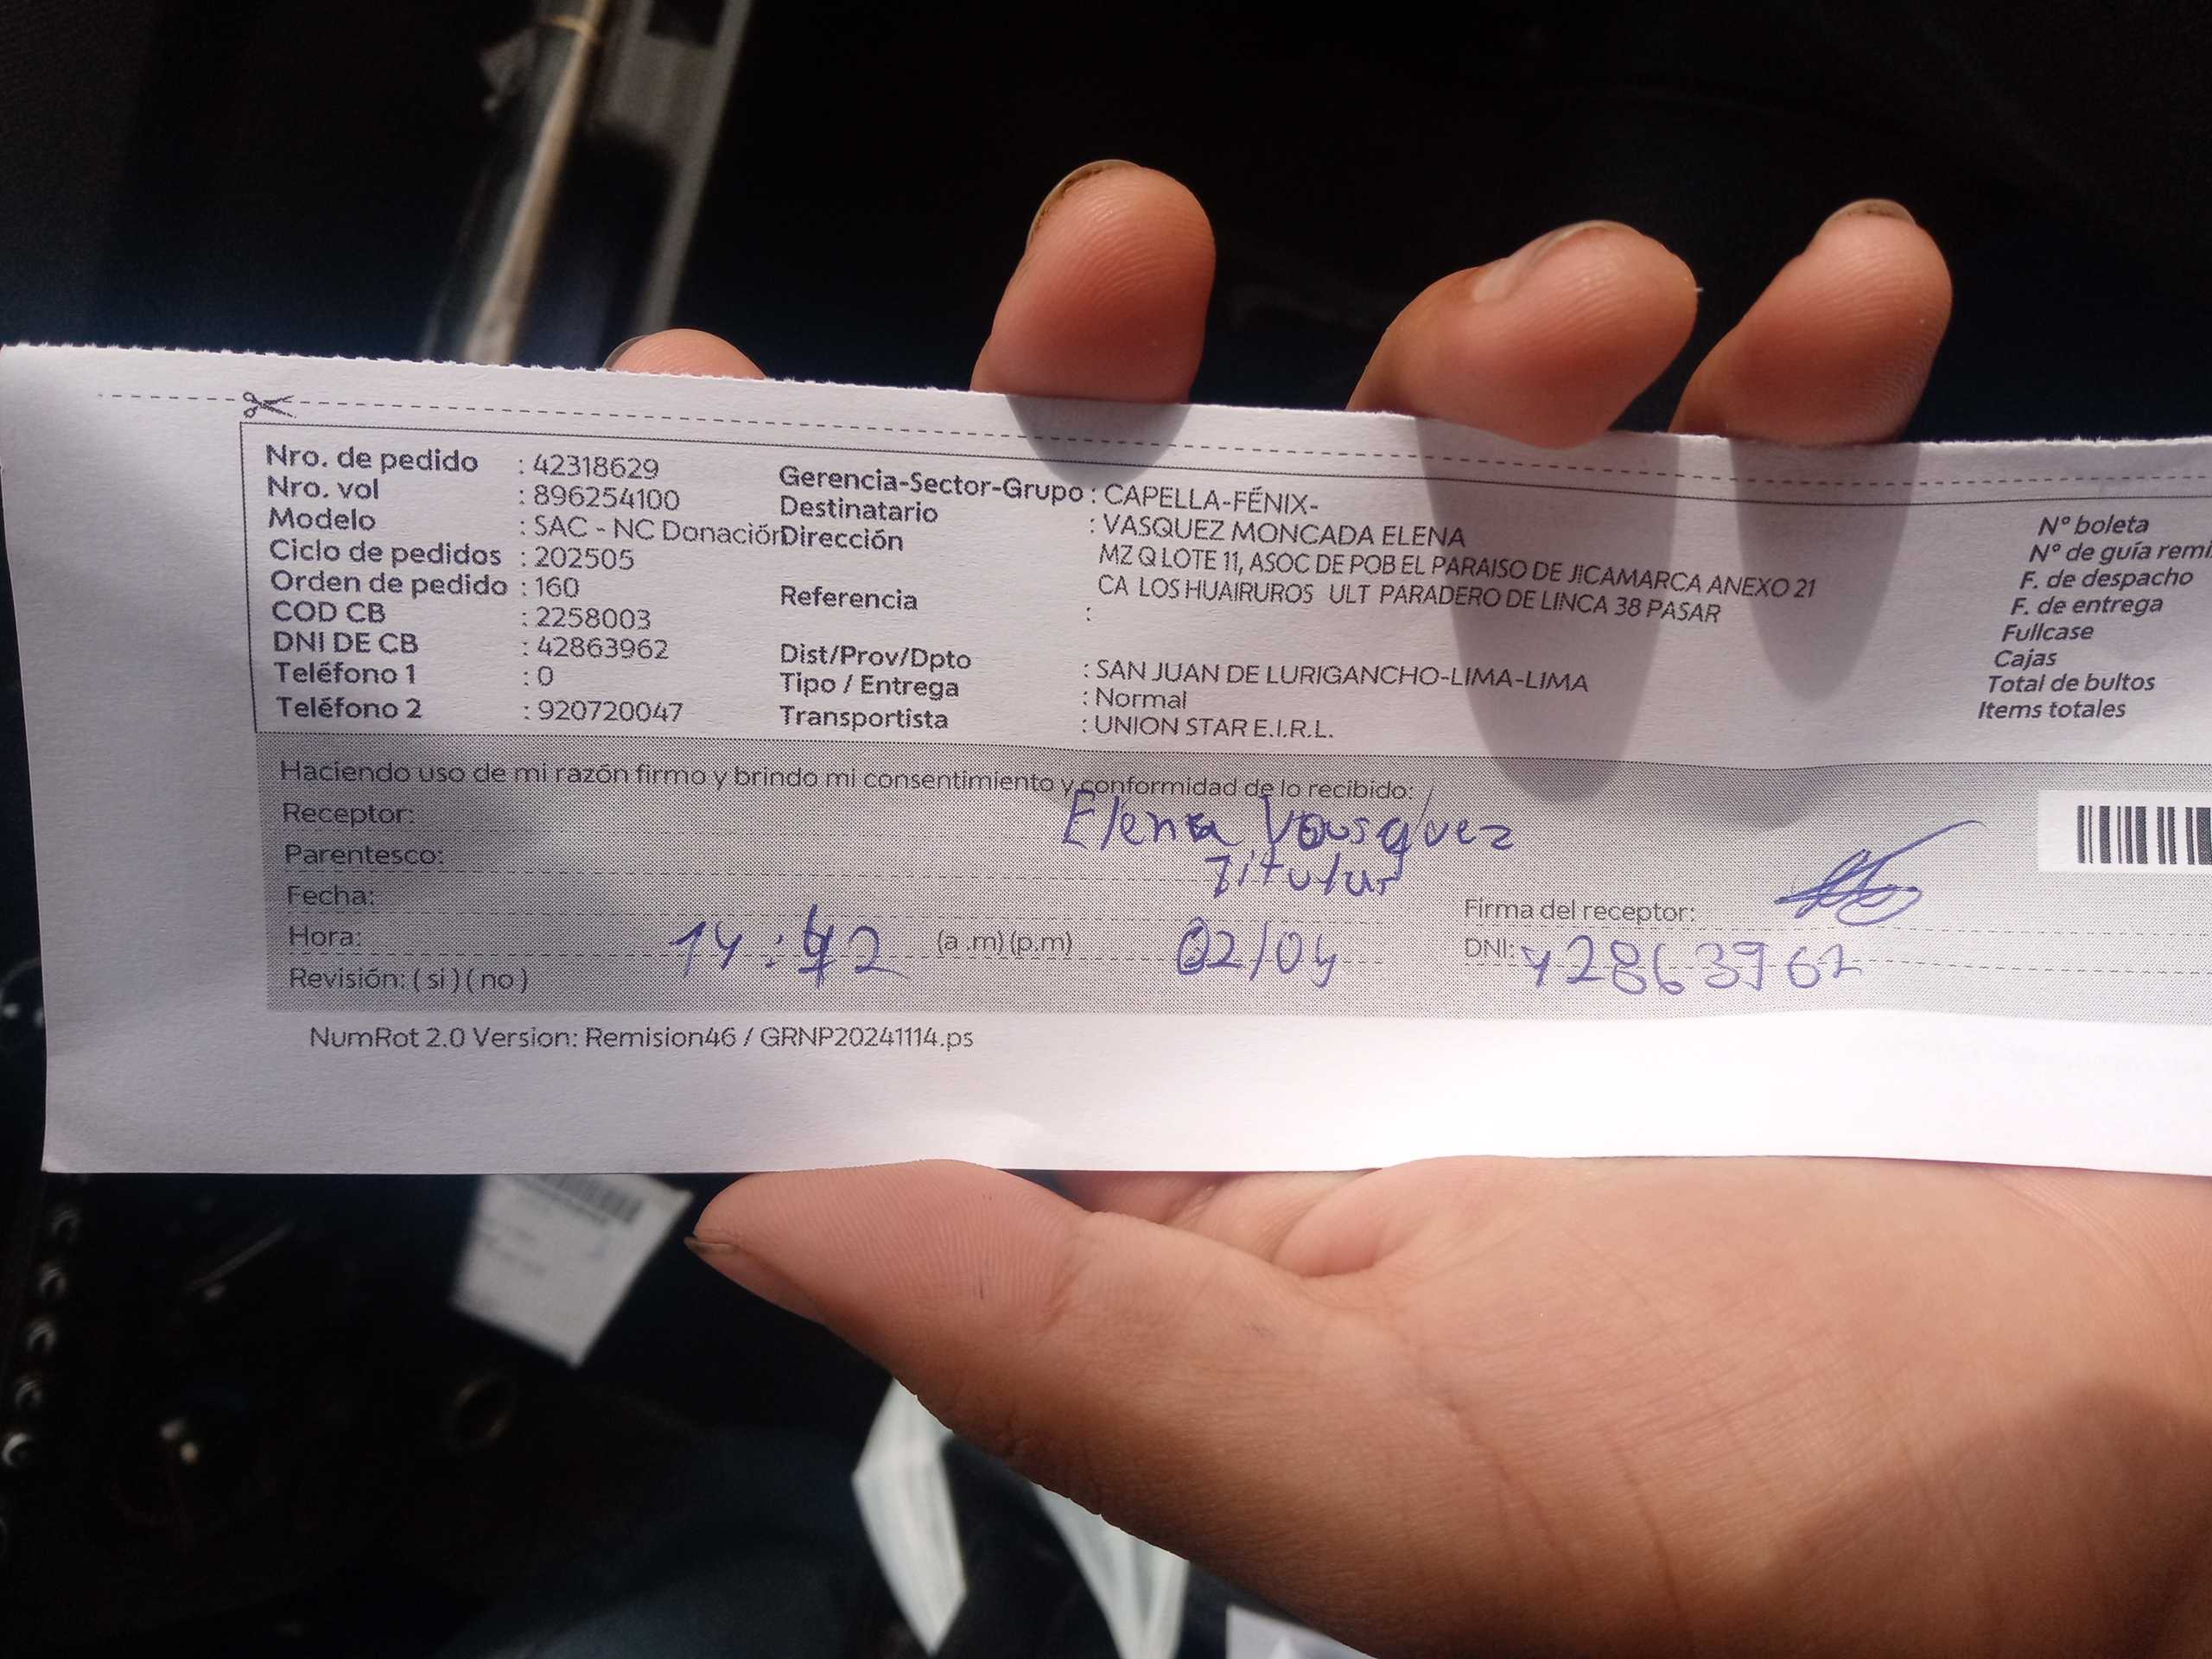 Nro. de pedido : 42318629
Nro. vol : 896254100
Modelo : SAC - NC Donación
Ciclo de pedidos : 202505
Orden de pedido : 160
COD CB : 2258003
DNI DE CB : 42863962
Teléfono 1 : 0
Teléfono 2 : 920720047
Gerencia-Sector-Grupo : CAPELLA-FÉNIX-
Destinatario : VASQUEZ MONCADA ELENA
Dirección MZ Q LOTE 11, ASOC DE POB EL PARAISO DE JICAMARCA ANEXO 21
CA LOS HUAIRUROS ULT PARADERO DE LINCA 38 PASAR
Referencia :
Dist/Prov/Dpto : SAN JUAN DE LURIGANCHO-LIMA-LIMA
Tipo / Entrega : Normal
Transportista : UNION STAR E.I.R.L.
N° boleta
N° de guía remi
F. de despacho
F. de entrega
Fullcase
Cajas
Total de bultos
Items totales
Haciendo uso de mi razón firmo y brindo mi consentimiento y conformidad de lo recibido:
Receptor: Elena Vasquez
Parentesco: Titular
Fecha:
Hora: 14:42 (a.m) (p.m) 02/04
Revisión: ( si ) ( no )
Firma del receptor:
DNI: 42863962
NumRot 2.0 Version: Remision46 / GRNP20241114.ps